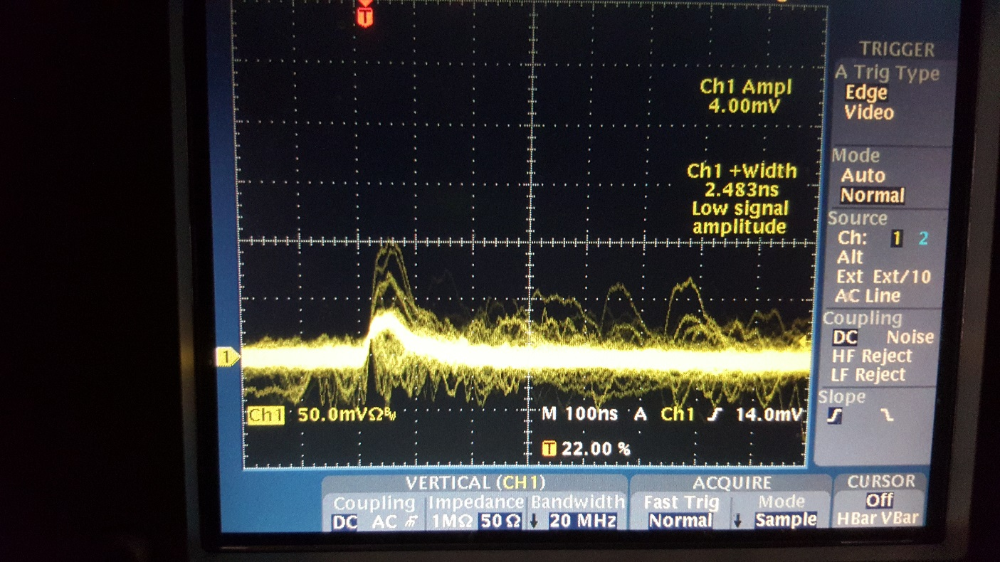 T
TRIGGER
A Trig Type
Edge
Video
Ch1 Ampl
4.00mV
Mode
Auto
Normal
Ch1 +Width
2.483ns
Low signal
amplitude
Source
Ch: 1 2
Alt
Ext Ext/10
AC Line
Coupling
DC Noise
HF Reject
LF Reject
1
Slope
Ch1 50.0mVΩBW M 100ns A Ch1 14.0mV
T 22.00 %
VERTICAL (CH1) ACQUIRE CURSOR
Coupling Impedance Bandwidth Fast Trig Mode Off
DC AC 1MΩ 50 Ω 20 MHz Normal Sample HBar VBar